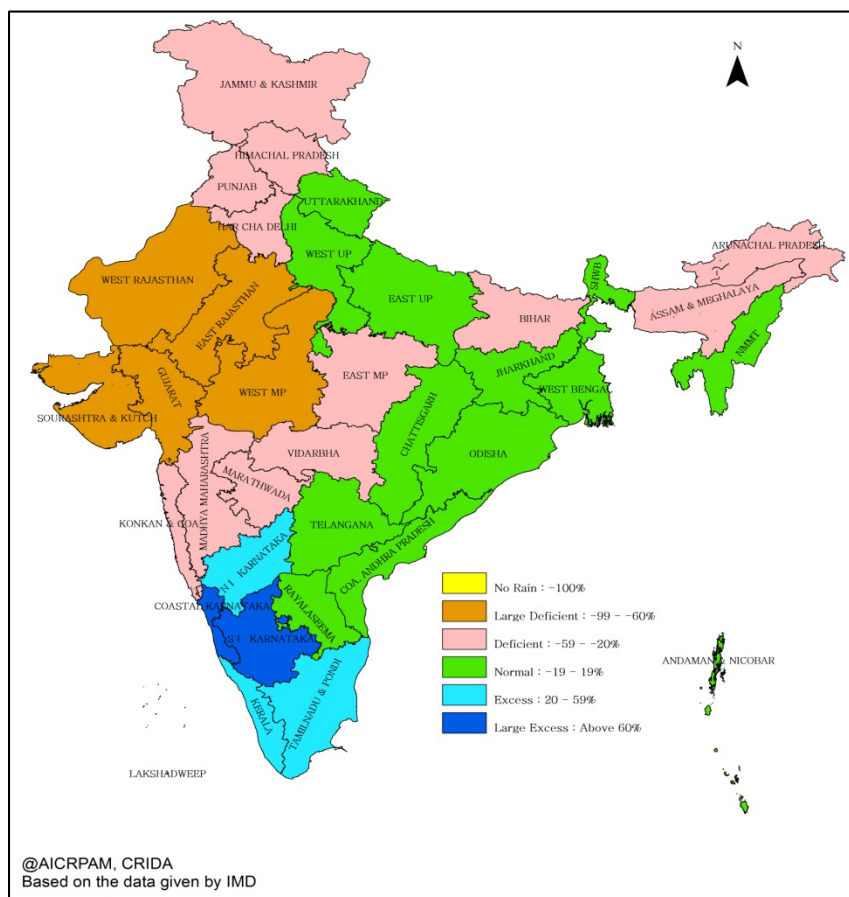 N
JAMMU & KASHMIR
HIMACHAL PRADESH
PUNJAB
UTTARAKHAND
HAR CHA DELHI
WEST UP
ARUNACHAL PRADESH
SHWB
WEST RAJASTHAN
EAST RAJASTHAN
EAST UP
BIHAR
ASSAM & MEGHALAYA
NMMT
JHARKHAND
EAST MP
WEST MP
GUJARAT
WEST BENGAL
SOURASHTRA & KUTCH
CHATTISGARH
VIDARBHA
ODISHA
MADHYA MAHARASHTRA
MARATHWADA
KONKAN & GOA
TELANGANA
COA. ANDHRA PRADESH
N I KARNATAKA
RAYALASEEMA
COASTAL KARNATAKA
S I KARNATAKA
No Rain : -100%
Large Deficient : -99 - -60%
Deficient : -59 - -20%
Normal : -19 - 19%
Excess : 20 - 59%
Large Excess : Above 60%
ANDAMAN & NICOBAR
KERALA
TAMILNADU & PONDI
LAKSHADWEEP
@AICRPAM, CRIDA
Based on the data given by IMD